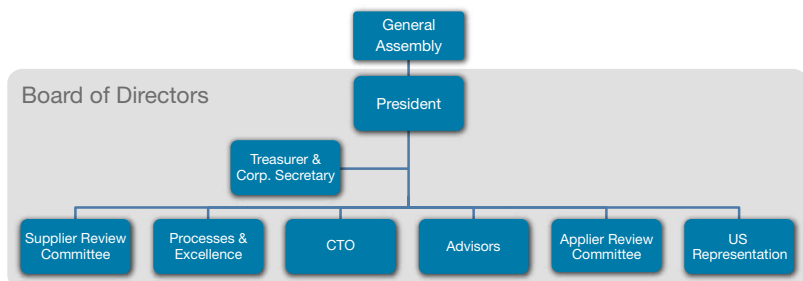 General
Assembly
Board of Directors
President
Treasurer &
Corp. Secretary
Supplier Review
Committee
Processes &
Excellence
CTO
Advisors
Applier Review
Committee
US
Representation